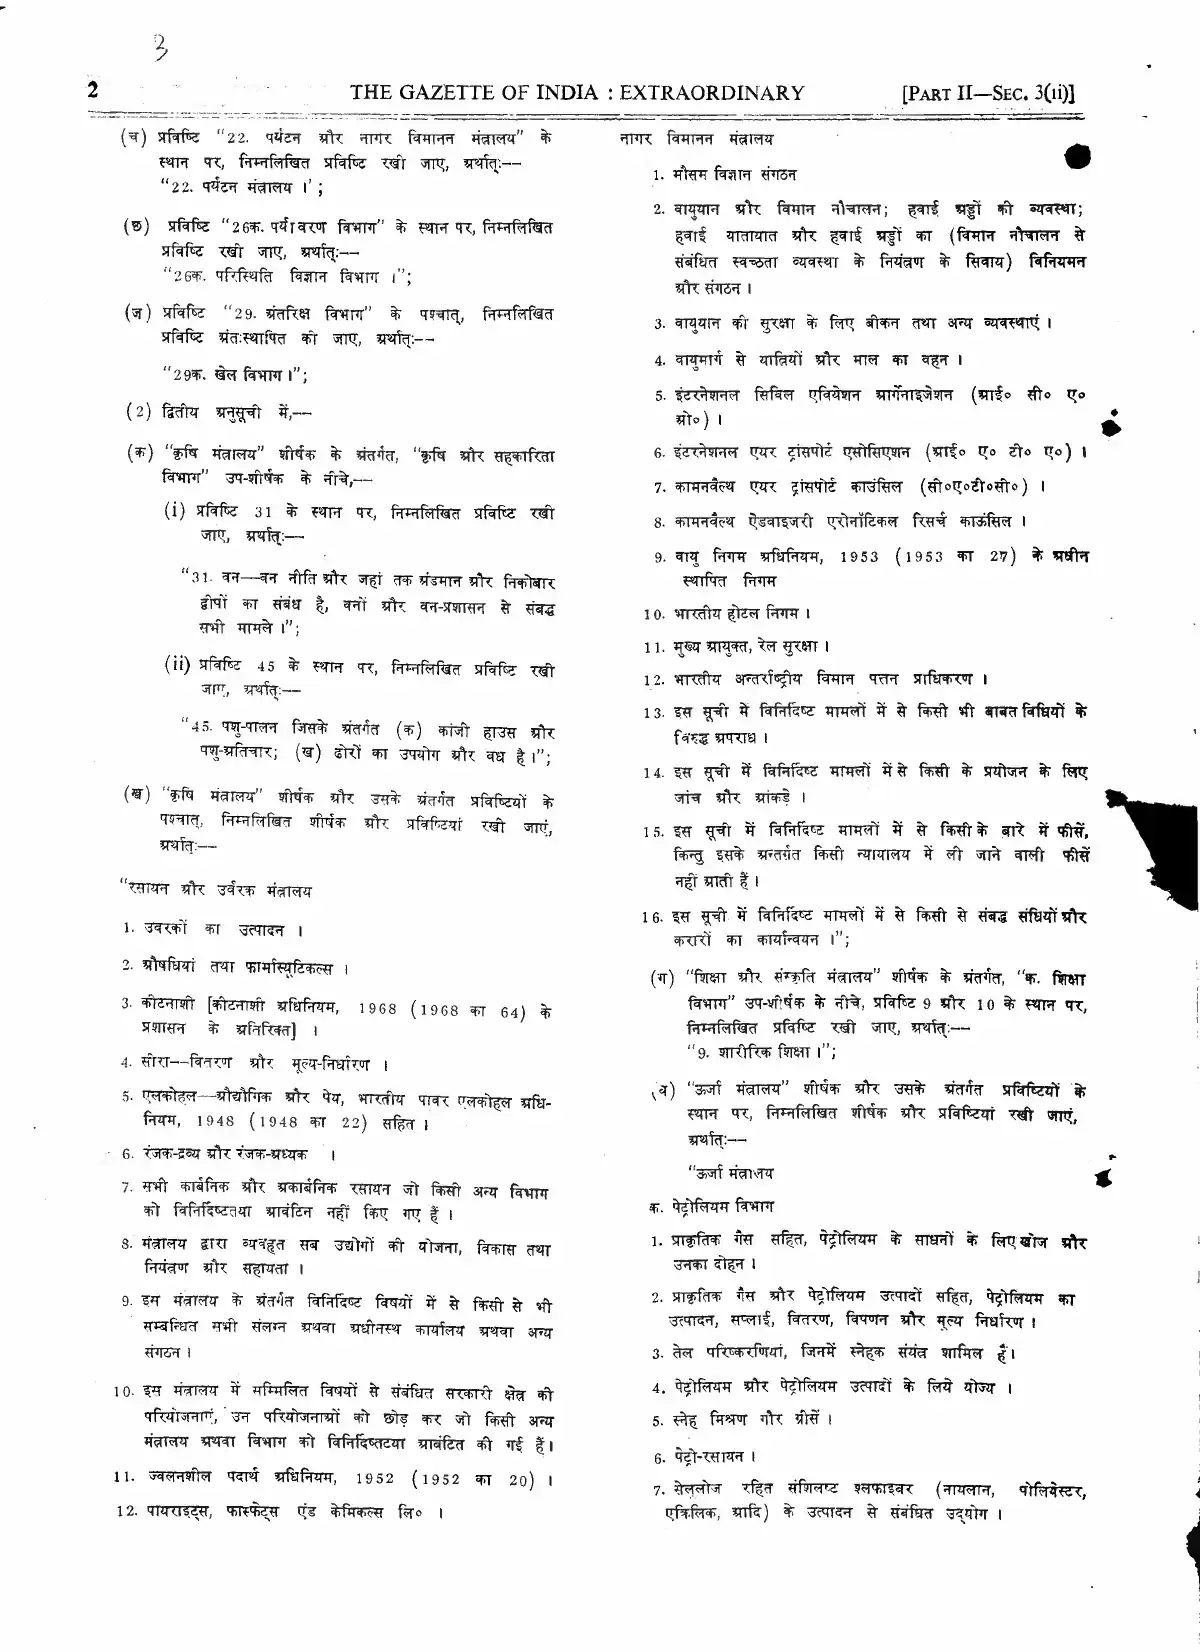 3
2 THE GAZETTE OF INDIA : EXTRAORDINARY [PART II—SEC. 3(ii)]
(च) प्रविष्टि "22. पर्यटन और नागर विमानन मंत्रालय" के
स्थान पर, निम्नलिखित प्रविष्टि रखी जाए, अर्थात्:--
"22. पर्यटन मंत्रालय ।' ;
(छ) प्रविष्टि "26क. पर्यावरण विभाग" के स्थान पर, निम्नलिखित
प्रविष्टि रखी जाए, अर्थात्:--
"26क. परिस्थिति विज्ञान विभाग ।";
(ज) प्रविष्टि "29. अंतरिक्ष विभाग" के पश्चात्, निम्नलिखित
प्रविष्टि अंतःस्थापित की जाए, अर्थात्:--
"29क. खेल विभाग ।";
(2) द्वितीय अनुसूची में,—
(क) "कृषि मंत्रालय" शीर्षक के अंतर्गत, "कृषि और सहकारिता
विभाग" उप-शीर्षक के नीचे,—
(i) प्रविष्टि 31 के स्थान पर, निम्नलिखित प्रविष्टि रखी
जाए, अर्थात्:—
"31. वन—वन नीति और जहां तक अंडमान और निकोबार
द्वीपों का संबंध है, वनों और वन-प्रशासन से संबद्ध
सभी मामले ।";
(ii) प्रविष्टि 45 के स्थान पर, निम्नलिखित प्रविष्टि रखी
जाए, अर्थात्:—
"45. पशु-पालन जिसके अंतर्गत (क) कांजी हाउस और
पशु-अतिचार; (ख) ढोरों का उपयोग और वध है ।";
(ख) "कृषि मंत्रालय" शीर्षक और उसके अंतर्गत प्रविष्टियों के
पश्चात्, निम्नलिखित शीर्षक और प्रविष्टियां रखी जाएं,
अर्थात्:—
"रसायन और उर्वरक मंत्रालय
1. उवरकों का उत्पादन ।
2. औषधियां तथा फार्मास्यूटिकल्स ।
3. कीटनाशी [कीटनाशी अधिनियम, 1968 (1968 का 64) के
प्रशासन के अतिरिक्त] ।
4. सीरा--वितरण और मूल्य-निर्धारण ।
5. एलकोहल—औद्यौगिक और पेय, भारतीय पावर एलकोहल अधि-
नियम, 1948 (1948 का 22) सहित ।
6. रंजक-द्रव्य और रंजक-अध्यक ।
7. सभी कार्बनिक और अकार्बनिक रसायन जो किसी अन्य विभाग
को विनिर्दिष्टतया आवंटित नहीं किए गए हैं ।
8. मंत्रालय द्वारा व्यवहृत सब उद्योगों की योजना, विकास तथा
नियंत्रण और सहायता ।
9. इस मंत्रालय के अंतर्गत विनिर्दिष्ट विषयों में से किसी से भी
सम्बन्धित सभी संलग्न अथवा अधीनस्थ कार्यालय अथवा अन्य
संगठन ।
10. इस मंत्रालय में सम्मिलित विषयों से संबंधित सरकारी क्षेत्र की
परियोजनाएं, उन परियोजनाओं को छोड़ कर जो किसी अन्य
मंत्रालय अथवा विभाग को विनिर्दिष्तटया आबंटित की गई हैं।
11. ज्वलनशील पदार्थ अधिनियम, 1952 (1952 का 20) ।
12. पायराइट्स, फास्फेट्स एंड केमिकल्स लि० ।
नागर विमानन मंत्रालय
1. मौसम विज्ञान संगठन
2. वायुयान और विमान नौचालन; हवाई अड्डों की व्यवस्था;
हवाई यातायात और हवाई अड्डों का (विमान नौचालन से
संबंधित स्वच्छता व्यवस्था के नियंत्रण के सिवाय) विनियमन
और संगठन ।
3. वायुयान की सुरक्षा के लिए बीकन तथा अन्य व्यवस्थाएं ।
4. वायुमार्ग से यात्रियों और माल का वहन ।
5. इंटरनेशनल सिविल एवियेशन आर्गेनाइजेशन (आई० सी० ए०
ओ०) ।
6. इंटरनेशनल एयर ट्रांसपोर्ट एसोसिएशन (आई० ए० टी० ए०) ।
7. कामनवैल्थ एयर ट्रांसपोर्ट काउंसिल (सी०ए०टी०सी०) ।
8. कामनवैल्थ ऐडवाइजरी एरोनॉटिकल रिसर्च काऊंसिल ।
9. वायु निगम अधिनियम, 1953 (1953 का 27) के अधीन
स्थापित निगम
10. भारतीय होटल निगम ।
11. मुख्य आयुक्त, रेल सुरक्षा ।
12. भारतीय अन्तर्राष्ट्रीय विमान पत्तन प्राधिकरण ।
13. इस सूची में विनिर्दिष्ट मामलों में से किसी भी बाबत विधियों के
विरुद्ध अपराध ।
14. इस सूची में विनिर्दिष्ट मामलों में से किसी के प्रयोजन के लिए
जांच और आंकड़े ।
15. इस सूची में विनिर्दिष्ट मामलों में से किसी के बारे में फीसें,
किन्तु इसके अन्तर्गत किसी न्यायालय में ली जाने वाली फीसें
नहीं आती हैं ।
16. इस सूची में विनिर्दिष्ट मामलों में से किसी से संबद्ध संधियों और
करारों का कार्यान्वयन ।";
(ग) "शिक्षा और संस्कृति मंत्रालय" शीर्षक के अंतर्गत, "क. शिक्षा
विभाग" उप-शीर्षक के नीचे, प्रविष्टि 9 और 10 के स्थान पर,
निम्नलिखित प्रविष्टि रखी जाए, अर्थात्:--
"9. शारीरिक शिक्षा ।";
(घ) "ऊर्जा मंत्रालय" शीर्षक और उसके अंतर्गत प्रविष्टियों के
स्थान पर, निम्नलिखित शीर्षक और प्रविष्टियां रखी जाएं,
अर्थात्:--
"ऊर्जा मंत्रालय
क. पेट्रोलियम विभाग
1. प्राकृतिक गैस सहित, पेट्रोलियम के साधनों के लिए खोज और
उनका दोहन ।
2. प्राकृतिक गैस और पेट्रोलियम उत्पादों सहित, पेट्रोलियम का
उत्पादन, सप्लाई, वितरण, विपणन और मूल्य निर्धारण ।
3. तेल परिष्करणियां, जिनमें स्नेहक संयंत्र शामिल हैं।
4. पेट्रोलियम और पेट्रोलियम उत्पादों के लिये योज्य ।
5. स्नेह मिश्रण गौर ग्रीसें ।
6. पेट्रो-रसायन ।
7. सेल्लोज रहित संशिलष्ट श्लफाइबर (नायलान, पोलियेस्टर,
एक्रिलिक, आदि) के उत्पादन से संबंधित उद्योग ।